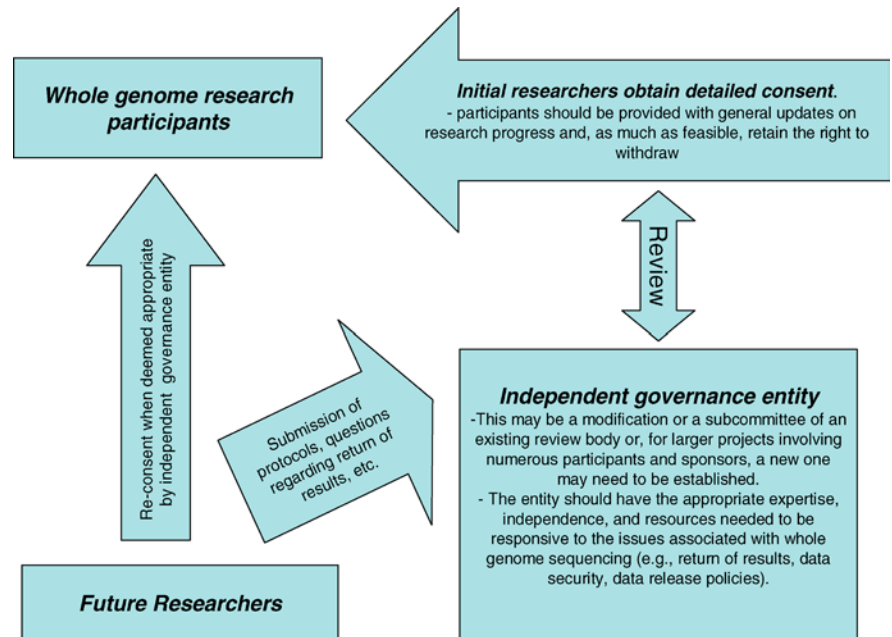 Whole genome research
participants
Initial researchers obtain detailed consent.
- participants should be provided with general updates on
research progress and, as much as feasible, retain the right to
withdraw
Review
Re-consent when deemed appropriate
by independent governance entity
Submission of
protocols, questions
regarding return of
results, etc.
Independent governance entity
-This may be a modification or a subcommittee of an
existing review body or, for larger projects involving
numerous participants and sponsors, a new one
may need to be established.
- The entity should have the appropriate expertise,
independence, and resources needed to be
responsive to the issues associated with whole
genome sequencing (e.g., return of results, data
security, data release policies).
Future Researchers